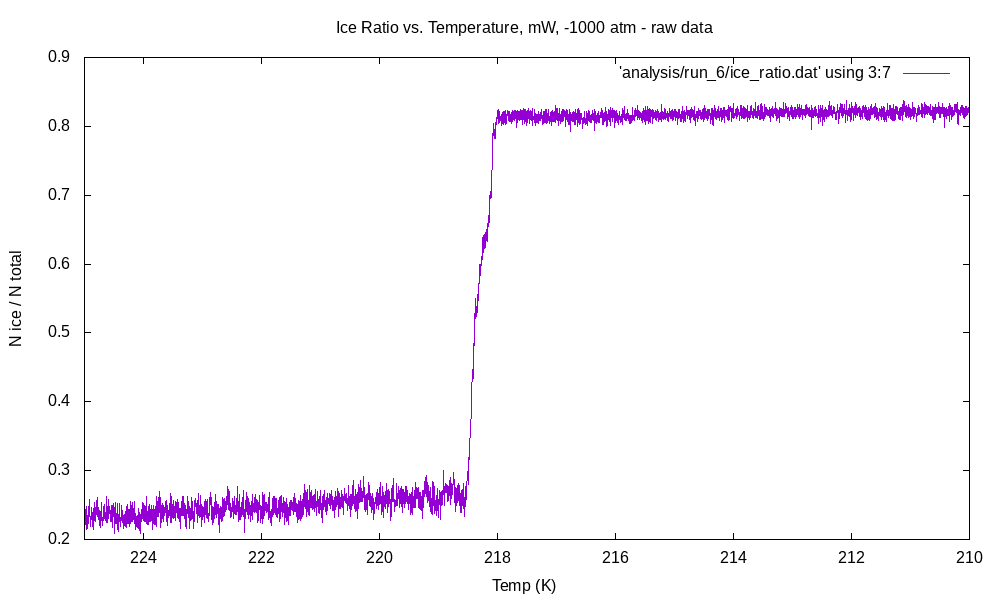 Ice Ratio vs. Temperature, mW, -1000 atm - raw data
'analysis/run_6/ice_ratio.dat' using 3:7
N ice / N total
0.9
0.8
0.7
0.6
0.5
0.4
0.3
0.2
224 222 220 218 216 214 212 210
Temp (K)